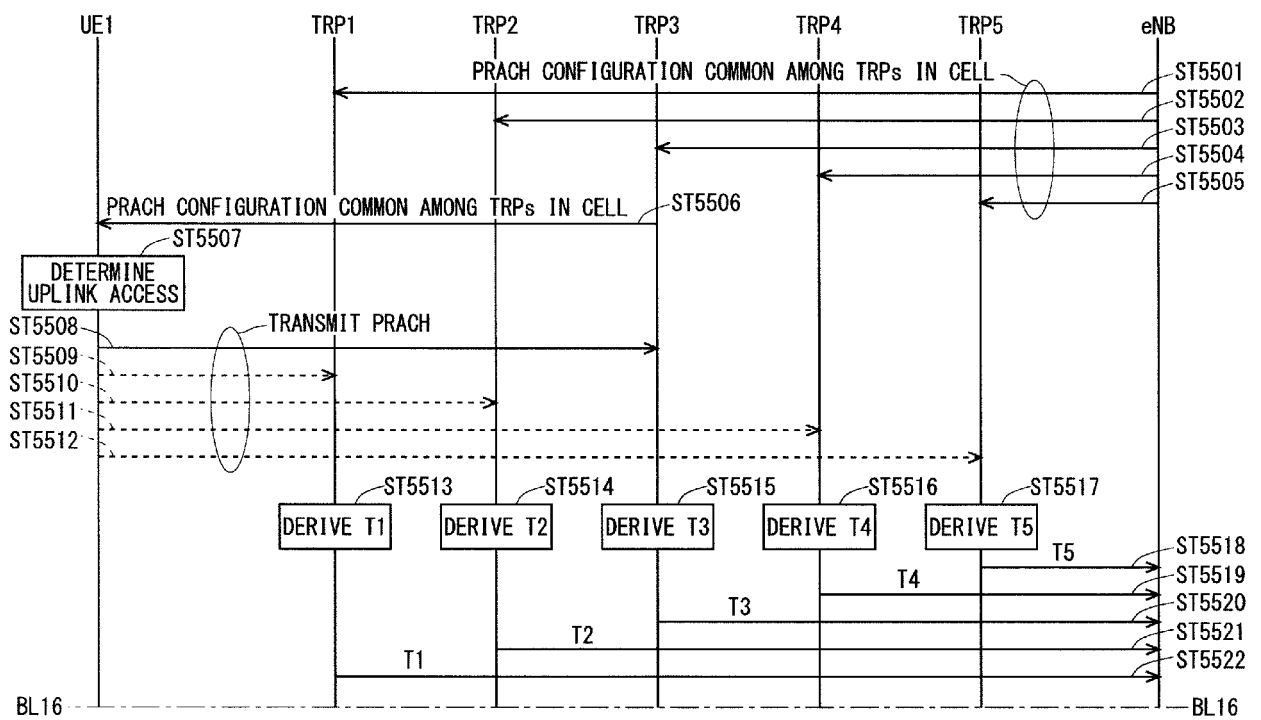 UE1 TRP1 TRP2 TRP3 TRP4 TRP5 eNB
PRACH CONFIGURATION COMMON AMONG TRPs IN CELL
ST5501
ST5502
ST5503
ST5504
ST5505
PRACH CONFIGURATION COMMON AMONG TRPs IN CELL
ST5506
ST5507
DETERMINE
UPLINK ACCESS
TRANSMIT PRACH
ST5508
ST5509
ST5510
ST5511
ST5512
ST5513 ST5514 ST5515 ST5516 ST5517
DERIVE T1 DERIVE T2 DERIVE T3 DERIVE T4 DERIVE T5
T5 ST5518
T4 ST5519
T3 ST5520
T2 ST5521
T1 ST5522
BL16 BL16